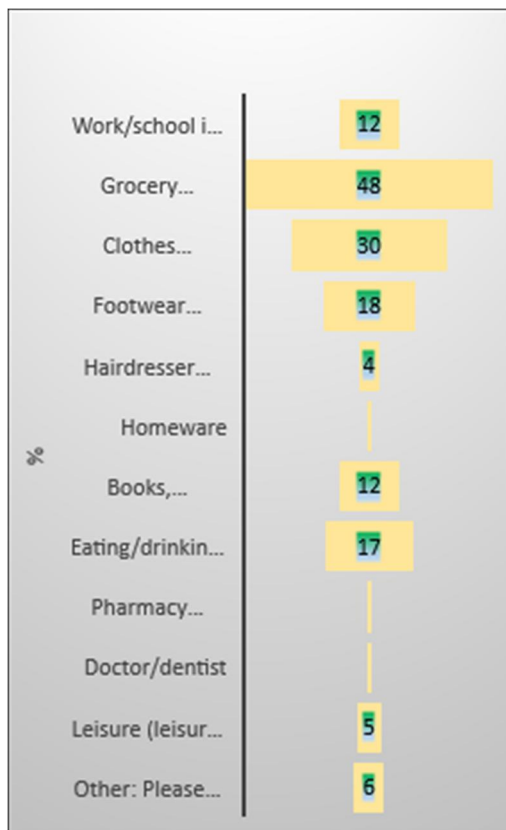 Work/school i...
12
Grocery...
48
Clothes...
30
Footwear...
18
Hairdresser...
4
Homeware
%
Books,...
12
Eating/drinkin...
17
Pharmacy...
Doctor/dentist
Leisure (leisur...
5
Other: Please...
6